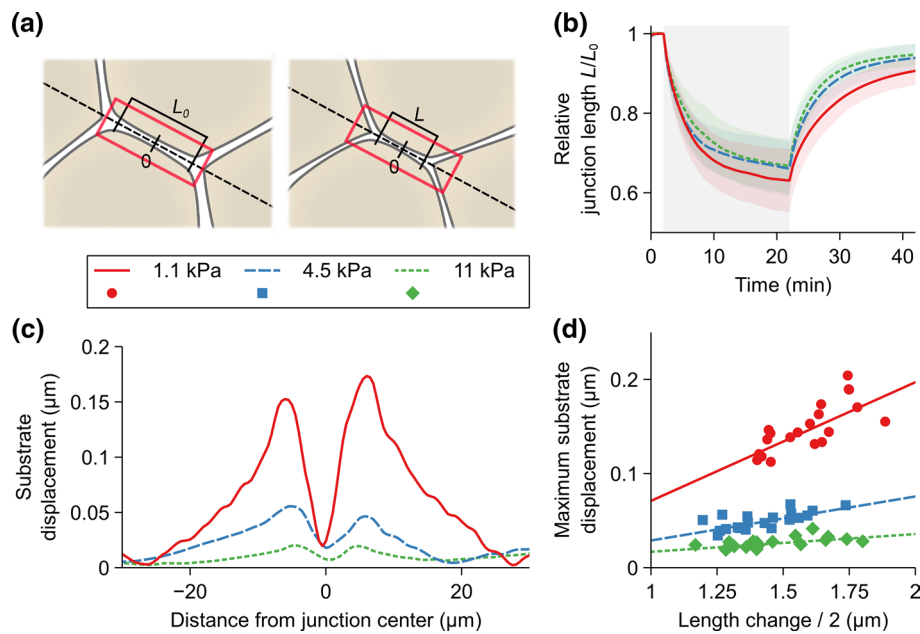 (a)
L0
0
L
0
(b)
Relative
junction length L/L0
1
0.8
0.6
0 10 20 30 40
Time (min)
1.1 kPa 4.5 kPa 11 kPa
(c)
Substrate
displacement (μm)
0.2
0.15
0.1
0.05
0
−20 0 20
Distance from junction center (μm)
(d)
Maximum substrate
displacement (μm)
0.2
0.1
0
1 1.25 1.5 1.75 2
Length change / 2 (μm)